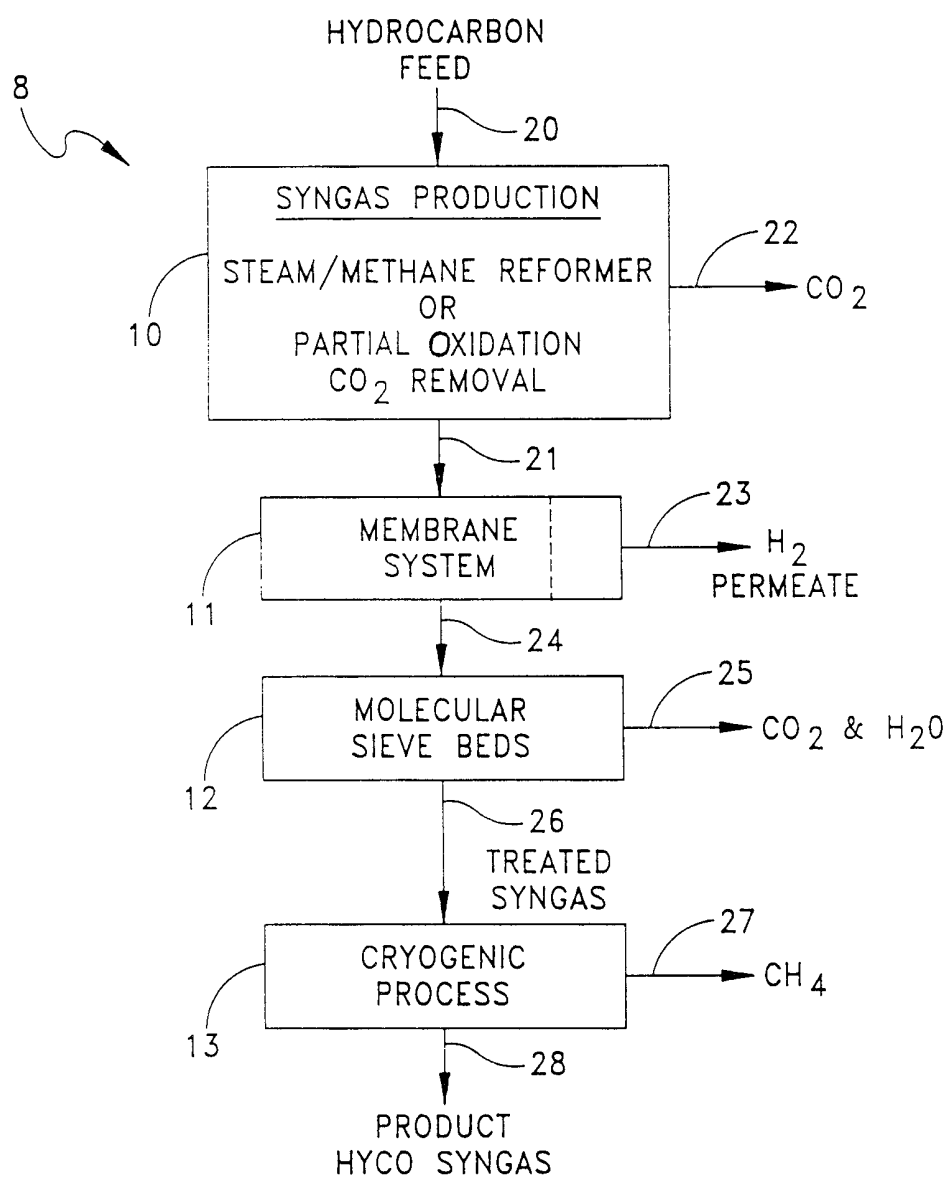 HYDROCARBON
FEED
8
20
SYNGAS PRODUCTION
STEAM/METHANE REFORMER
OR
PARTIAL OXIDATION
CO2 REMOVAL
10
22
CO2
21
MEMBRANE
SYSTEM
11
23
H2
PERMEATE
24
MOLECULAR
SIEVE BEDS
12
25
CO2 & H2O
26
TREATED
SYNGAS
CRYOGENIC
PROCESS
13
27
CH4
28
PRODUCT
HYCO SYNGAS